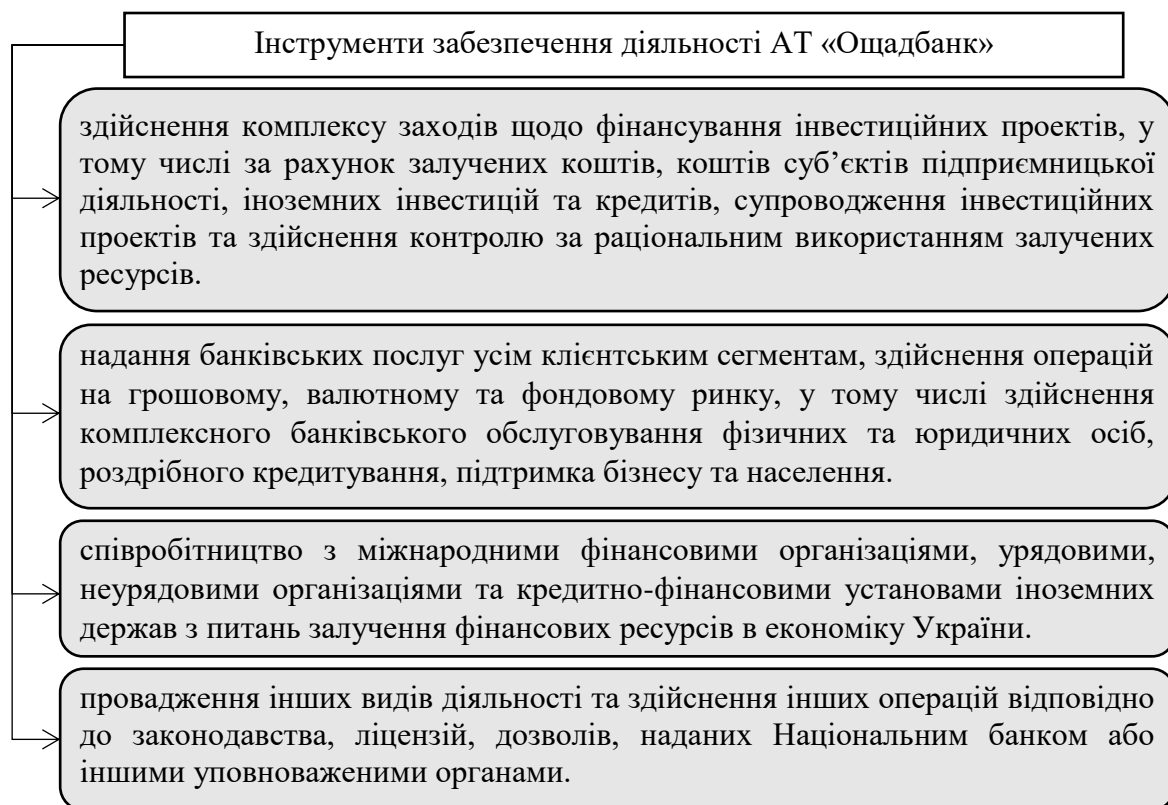 Інструменти забезпечення діяльності АТ «Ощадбанк»
здійснення комплексу заходів щодо фінансування інвестиційних проектів, у
тому числі за рахунок залучених коштів, коштів суб’єктів підприємницької
діяльності, іноземних інвестицій та кредитів, супроводження інвестиційних
проектів та здійснення контролю за раціональним використанням залучених
ресурсів.
надання банківських послуг усім клієнтським сегментам, здійснення операцій
на грошовому, валютному та фондовому ринку, у тому числі здійснення
комплексного банківського обслуговування фізичних та юридичних осіб,
роздрібного кредитування, підтримка бізнесу та населення.
співробітництво з міжнародними фінансовими організаціями, урядовими,
неурядовими організаціями та кредитно-фінансовими установами іноземних
держав з питань залучення фінансових ресурсів в економіку України.
провадження інших видів діяльності та здійснення інших операцій відповідно
до законодавства, ліцензій, дозволів, наданих Національним банком або
іншими уповноваженими органами.